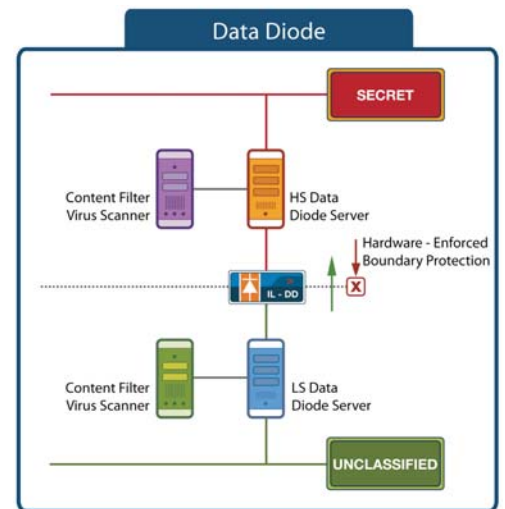 Data Diode
SECRET
Content Filter
Virus Scanner
HS Data
Diode Server
Hardware - Enforced
Boundary Protection
X
IL - DD
Content Filter
Virus Scanner
LS Data
Diode Server
UNCLASSIFIED